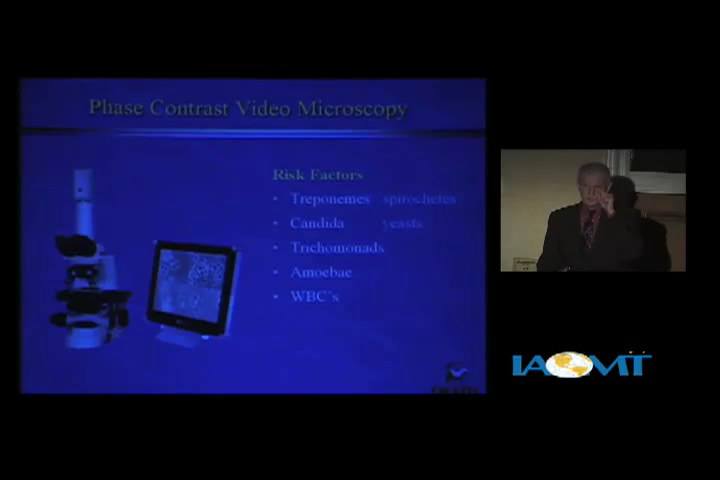 Phase Contrast Video Microscopy
Risk Factors
• Treponemes spirochetes
• Candida yeasts
• Trichomonads
• Amoebae
• WBC's
IAOMT